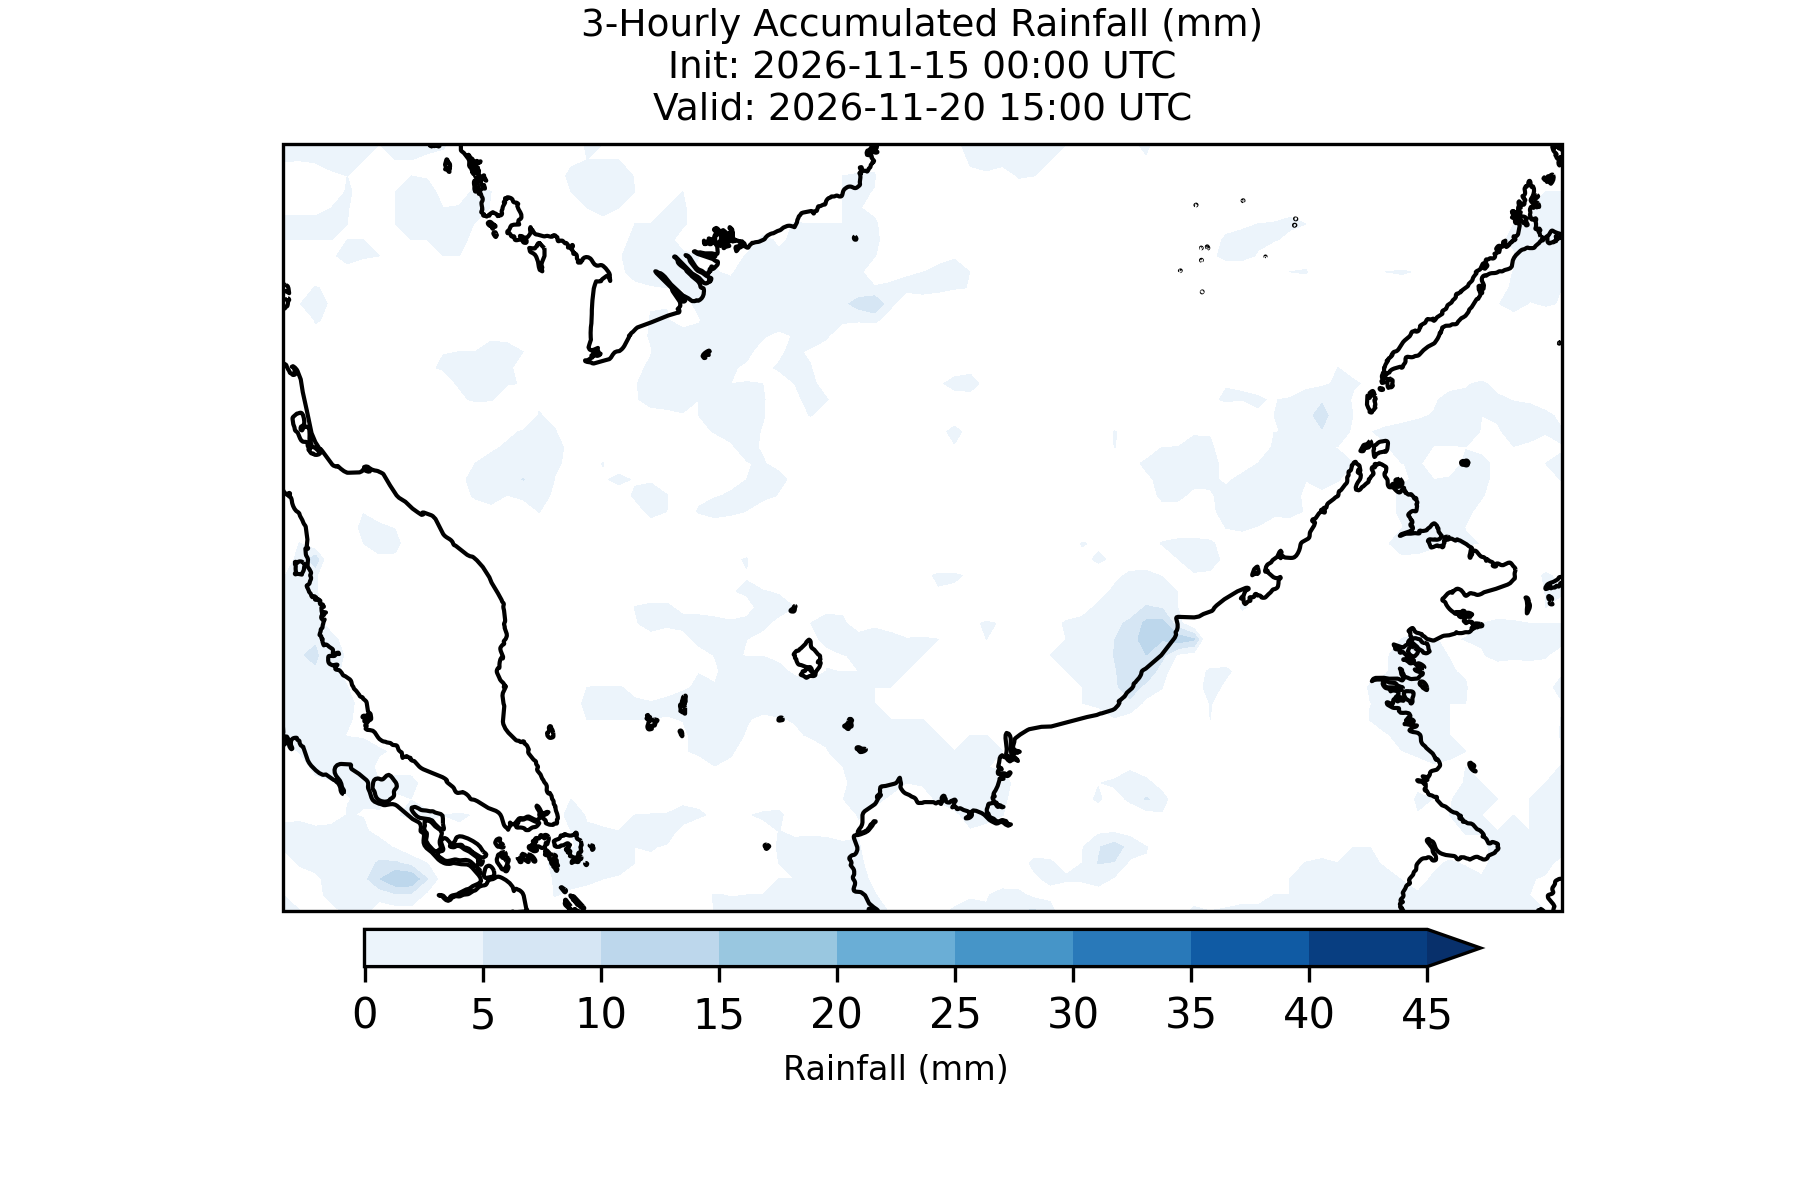 3-Hourly Accumulated Rainfall (mm)
Init: 2026-11-15 00:00 UTC
Valid: 2026-11-20 15:00 UTC
0 5 10 15 20 25 30 35 40 45
Rainfall (mm)